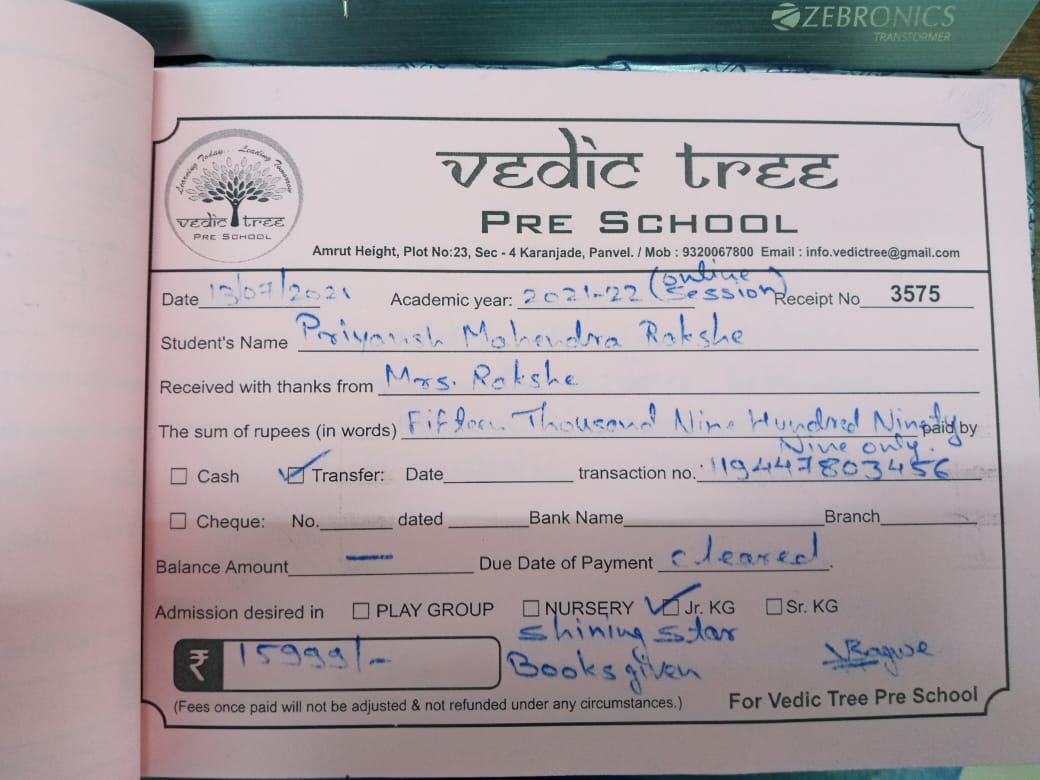 ZEBRONICS
TRANSFORMER
Learning Today... Leading Tomorrow
vedic tree
PRE SCHOOL
vedic tree
PRE SCHOOL
Amrut Height, Plot No:23, Sec - 4 Karanjade, Panvel. / Mob : 9320067800 Email : info.vedictree@gmail.com
Date 13/07/2021 Academic year: 2021-22 (online Session) Receipt No 3575
Student's Name Priyansh Mahendra Rakshe
Received with thanks from Mrs. Rakshe
The sum of rupees (in words) Fifteen Thousand Nine Hundred Ninety paid by
Nine only.
Cash Transfer: Date transaction no. 119447803456
Cheque: No. dated Bank Name Branch
Balance Amount — Due Date of Payment cleared.
Admission desired in PLAY GROUP NURSERY Jr. KG Sr. KG
Shining Star
₹ 15999/- Books given Bagwe
(Fees once paid will not be adjusted & not refunded under any circumstances.) For Vedic Tree Pre School